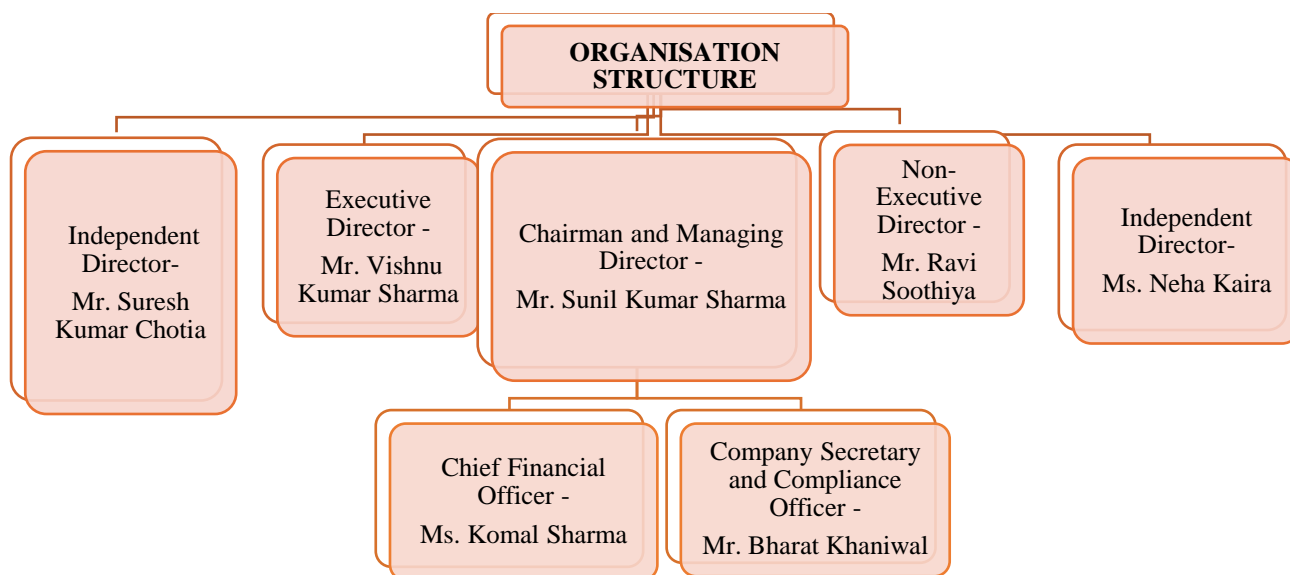 ORGANISATION
STRUCTURE
Independent
Director-
Mr. Suresh
Kumar Chotia
Executive
Director -
Mr. Vishnu
Kumar Sharma
Chairman and Managing
Director -
Mr. Sunil Kumar Sharma
Non-
Executive
Director -
Mr. Ravi
Soothiya
Independent
Director-
Ms. Neha Kaira
Chief Financial
Officer -
Ms. Komal Sharma
Company Secretary
and Compliance
Officer -
Mr. Bharat Khaniwal